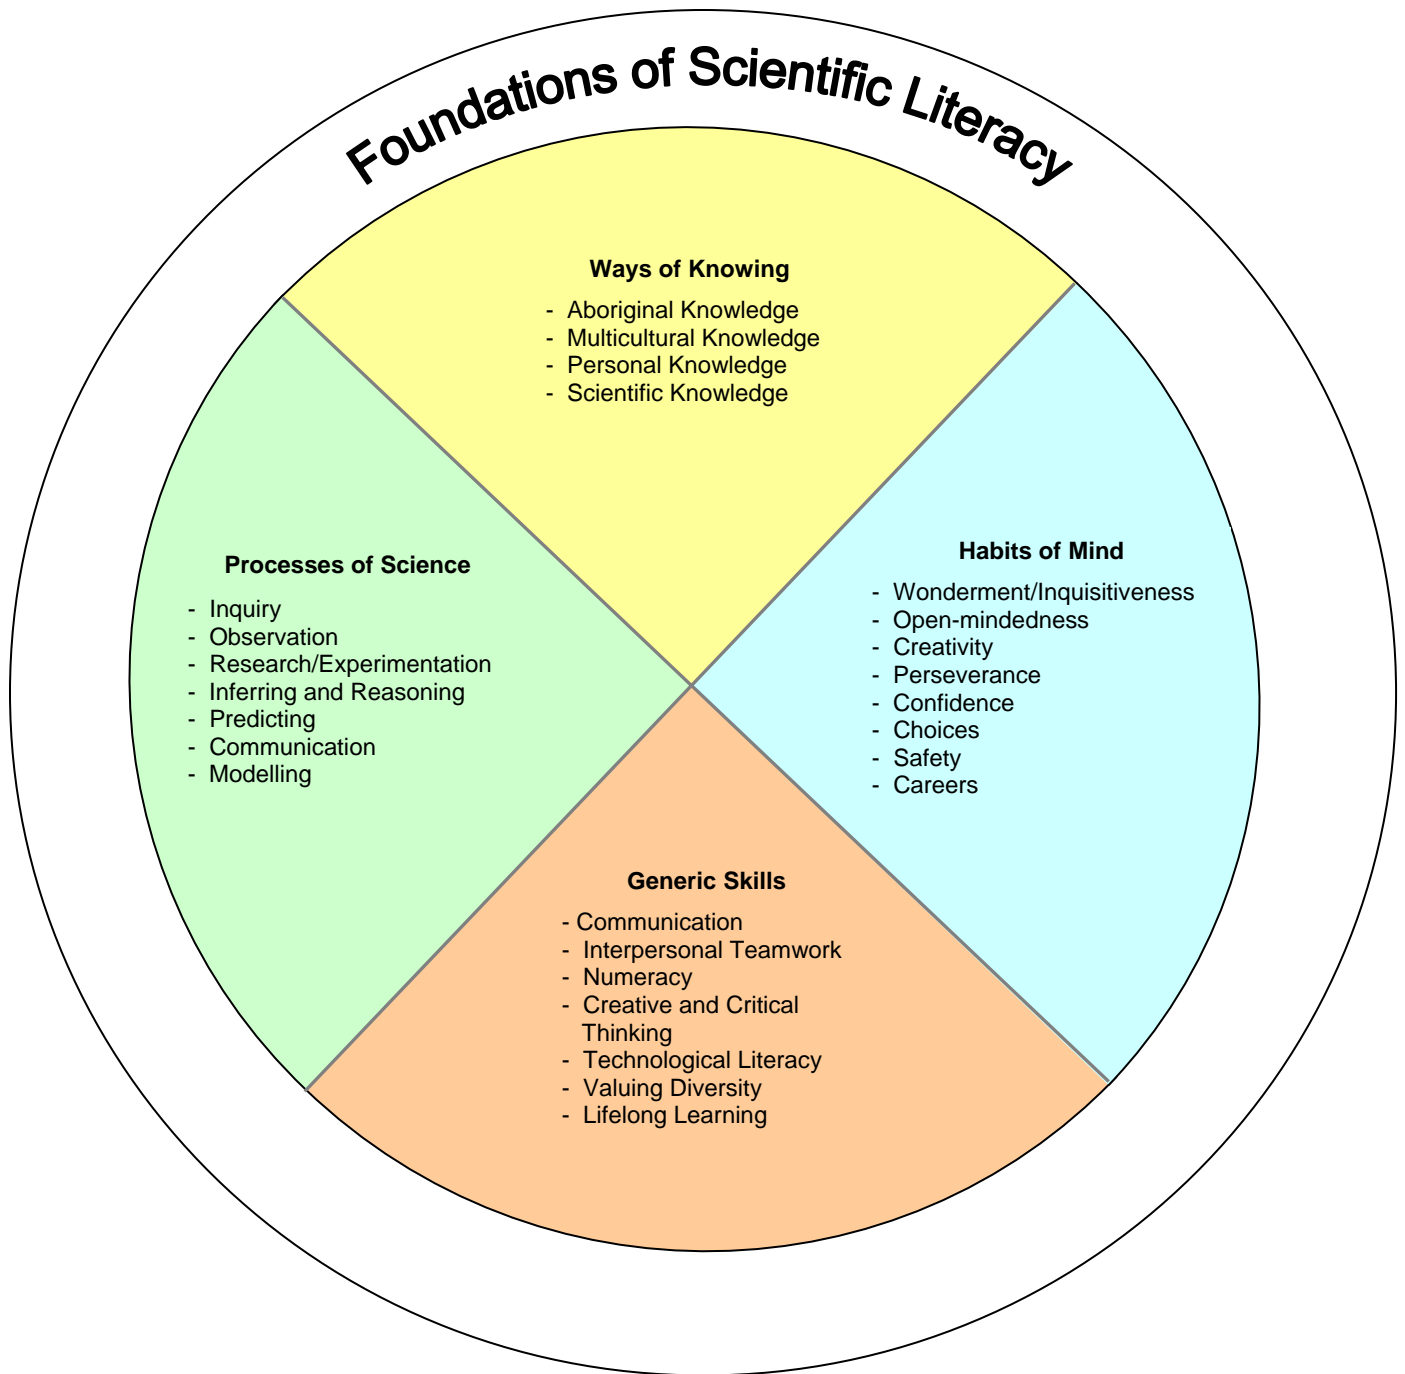 Foundations of Scientific Literacy
Ways of Knowing
- Aboriginal Knowledge
- Multicultural Knowledge
- Personal Knowledge
- Scientific Knowledge
Processes of Science
- Inquiry
- Observation
- Research/Experimentation
- Inferring and Reasoning
- Predicting
- Communication
- Modelling
Habits of Mind
- Wonderment/Inquisitiveness
- Open-mindedness
- Creativity
- Perseverance
- Confidence
- Choices
- Safety
- Careers
Generic Skills
- Communication
- Interpersonal Teamwork
- Numeracy
- Creative and Critical
Thinking
- Technological Literacy
- Valuing Diversity
- Lifelong Learning